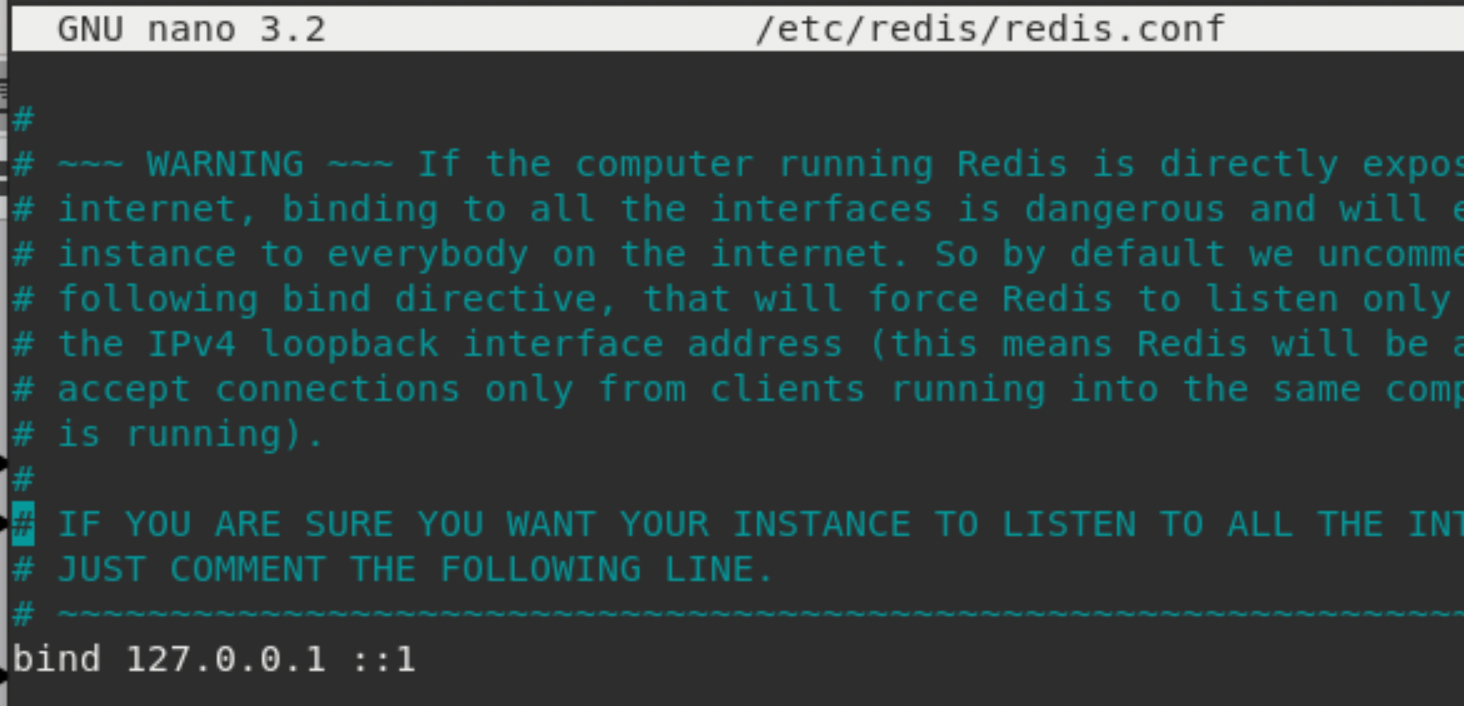 GNU nano 3.2 /etc/redis/redis.conf
#
# ~~~ WARNING ~~~ If the computer running Redis is directly
# internet, binding to all the interfaces is dangerous and will
# instance to everybody on the internet. So by default we
# following bind directive, that will force Redis to listen only
# the IPv4 loopback interface address (this means Redis will be
# accept connections only from clients running into the same
# is running).
#
# IF YOU ARE SURE YOU WANT YOUR INSTANCE TO LISTEN TO ALL THE
# JUST COMMENT THE FOLLOWING LINE.
# ~~~~~~~~~~~~~~~~~~~~~~~~~~~~~~~~~~~~~~~~~~~~~~~~~~~~~~~~~~~~~~~
bind 127.0.0.1 ::1